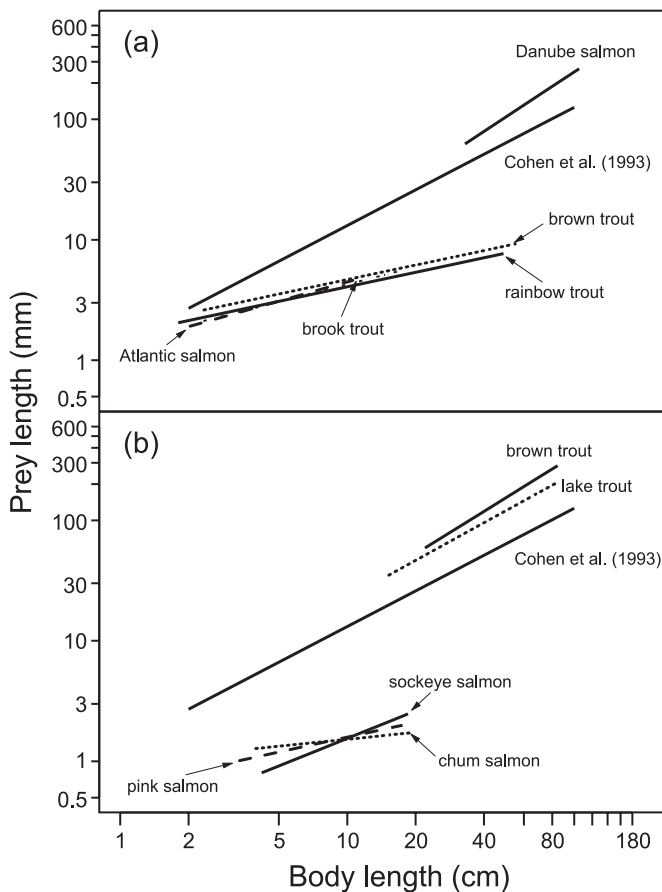 (a)
600
300
100
30
10
3
1
0.5
Danube salmon
Cohen et al. (1993)
brown trout
rainbow trout
brook trout
Atlantic salmon
Prey length (mm)
(b)
600
300
100
30
10
3
1
0.5
brown trout
lake trout
Cohen et al. (1993)
sockeye salmon
chum salmon
pink salmon
1 2 5 10 20 40 80 180
Body length (cm)